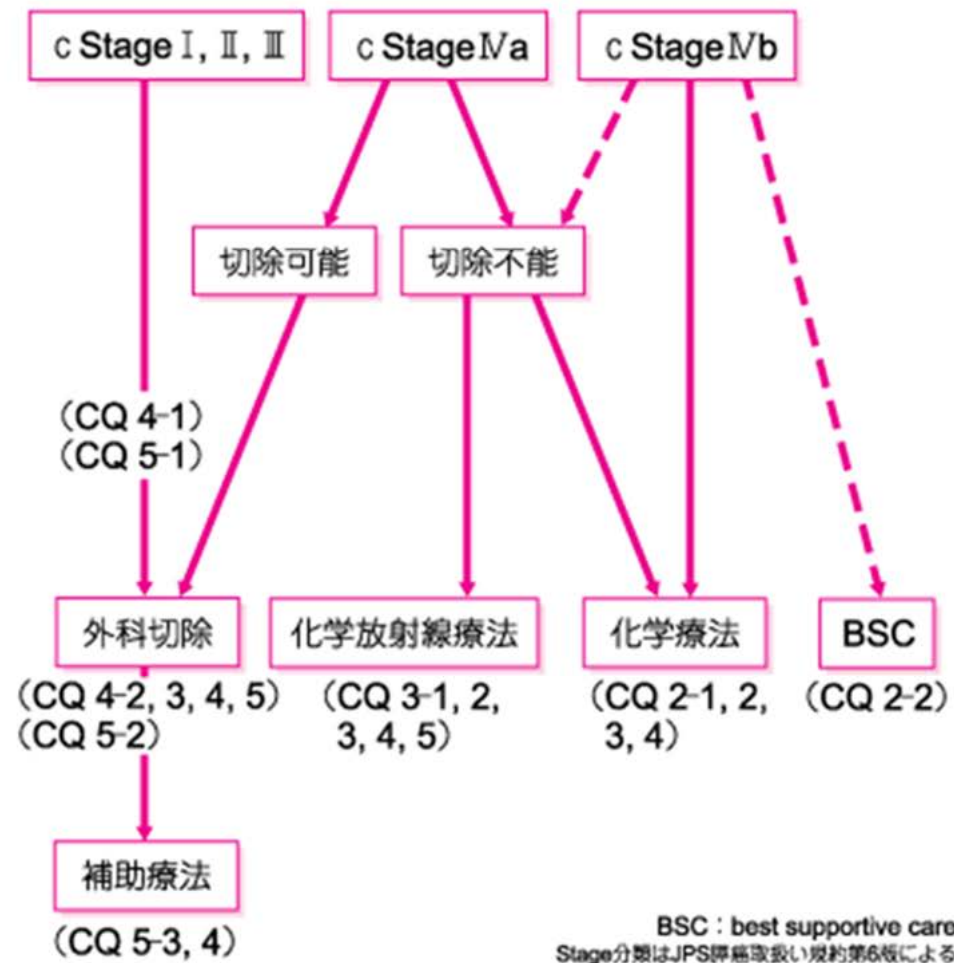 c Stage Ⅰ, Ⅱ, Ⅲ
c Stage Ⅳa
c Stage Ⅳb
切除可能
切除不能
（CQ 4-1）
（CQ 5-1）
外科切除
化学放射線療法
化学療法
BSC
（CQ 4-2, 3, 4, 5）
（CQ 5-2）
（CQ 3-1, 2,
3, 4, 5）
（CQ 2-1, 2,
3, 4）
（CQ 2-2）
補助療法
（CQ 5-3, 4）
BSC：best supportive care
Stage分類はJPS膵癌取扱い規約第6版による